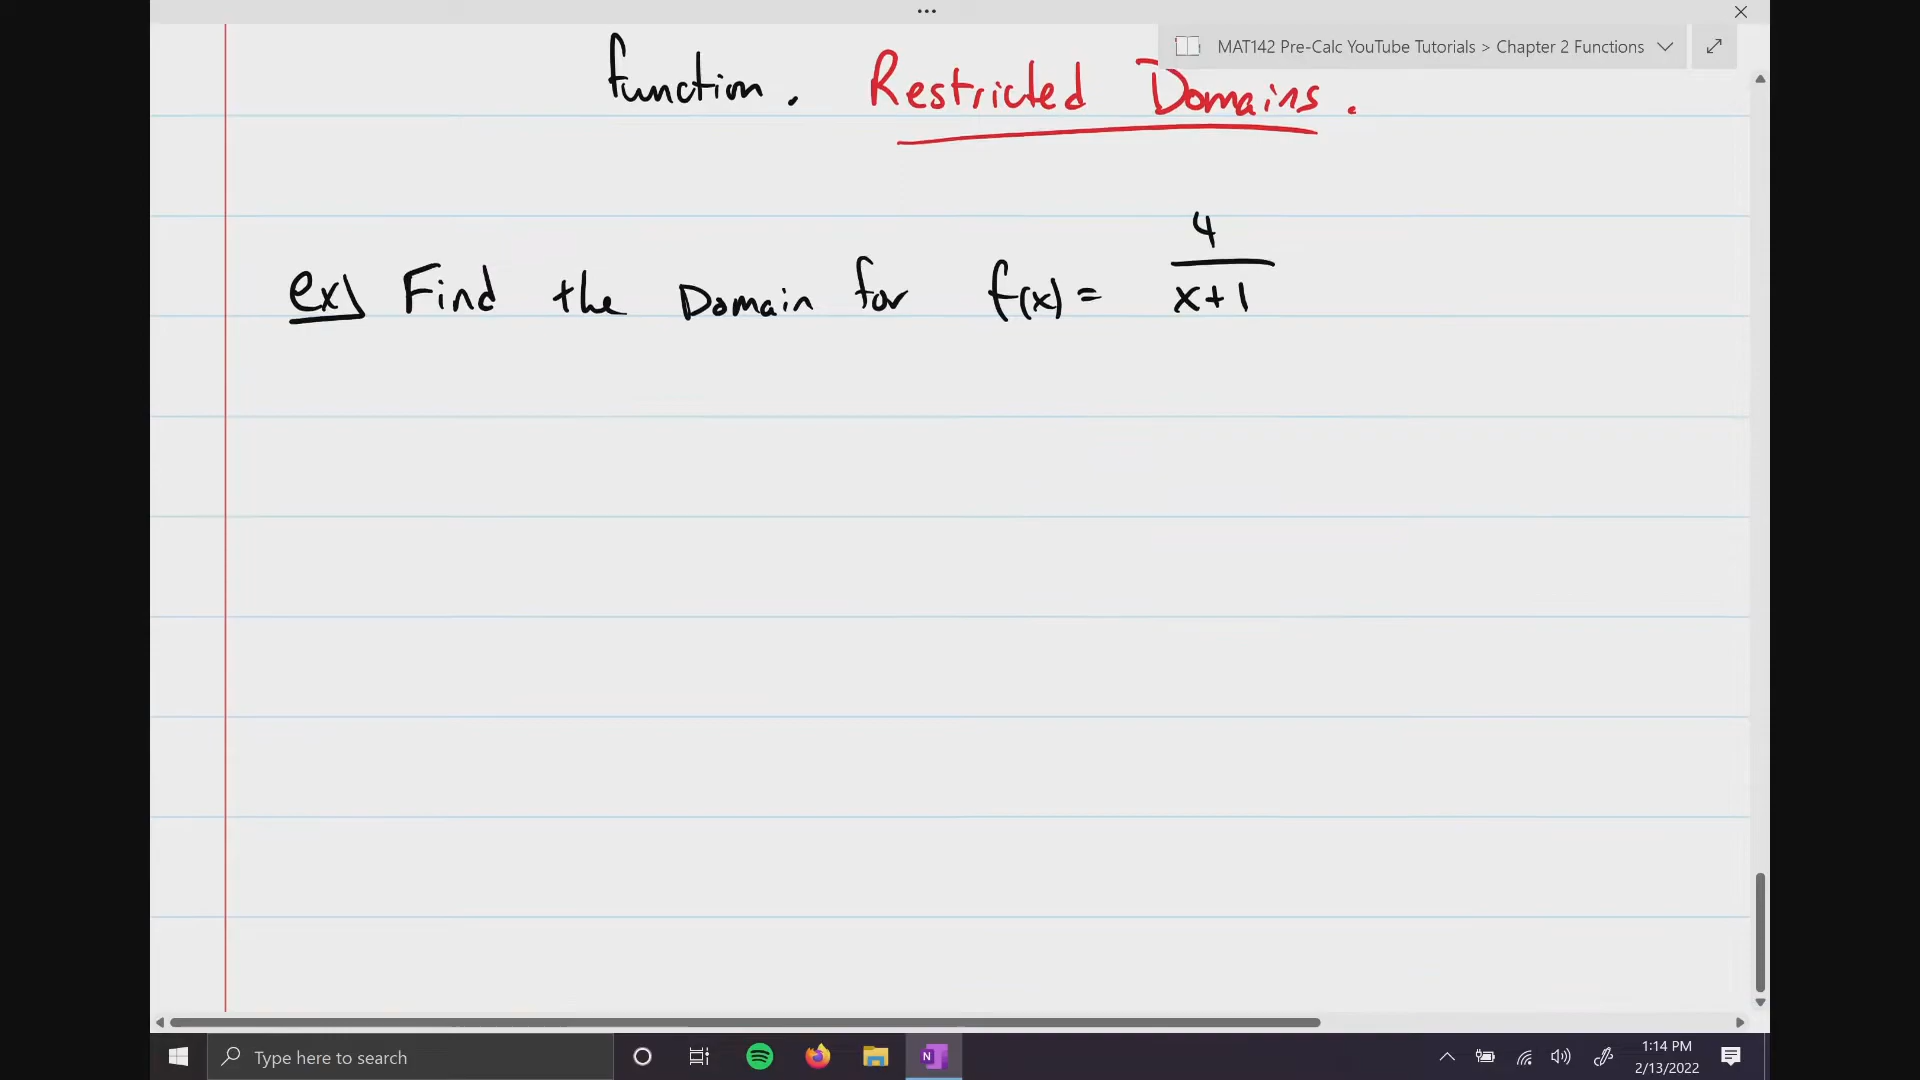 ...
MAT142 Pre-Calc YouTube Tutorials > Chapter 2 Functions
function. Restricted Domains.
ex) Find the Domain for f(x) = 4/(x+1)
Type here to search
N
1:14 PM
2/13/2022